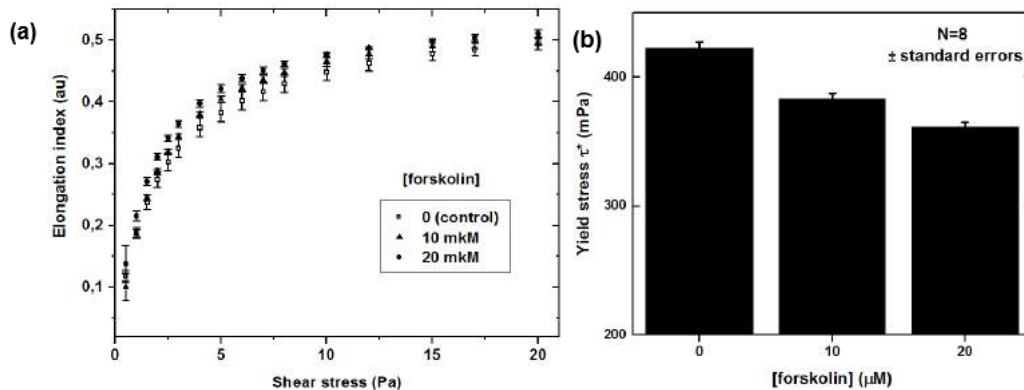 (a)
Elongation index (au)
0,5
0,4
0,3
0,2
0,1
[forskolin]
0 (control)
10 mkM
20 mkM
0 5 10 15 20
Shear stress (Pa)
(b)
N=8
± standard errors
Yield stress τ* (mPa)
400
300
200
0 10 20
[forskolin] (µM)